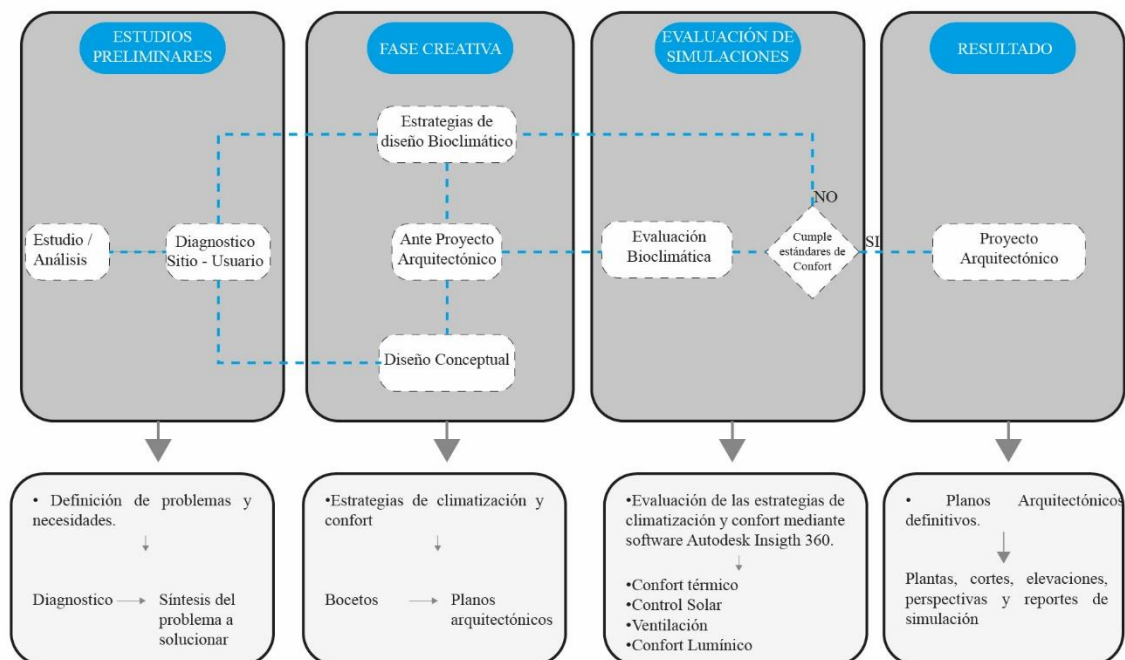 ESTUDIOS
PRELIMINARES
FASE CREATIVA
EVALUACIÓN DE
SIMULACIONES
RESULTADO
Estrategias de
diseño Bioclimático
NO
Estudio /
Análisis
Diagnostico
Sitio - Usuario
Ante Proyecto
Arquitectónico
Evaluación
Bioclimática
Cumple
estándares de
Confort
SI
Proyecto
Arquitectónico
Diseño Conceptual
• Definición de problemas y
necesidades.
Diagnostico
Síntesis del
problema a
solucionar
•Estrategias de climatización y
confort
Bocetos
Planos
arquitectónicos
•Evaluación de las estrategias de
climatización y confort mediante
software Autodesk Insigth 360.
•Confort térmico
•Control Solar
•Ventilación
•Confort Lumínico
• Planos Arquitectónicos
definitivos.
Plantas, cortes, elevaciones,
perspectivas y reportes de
simulación